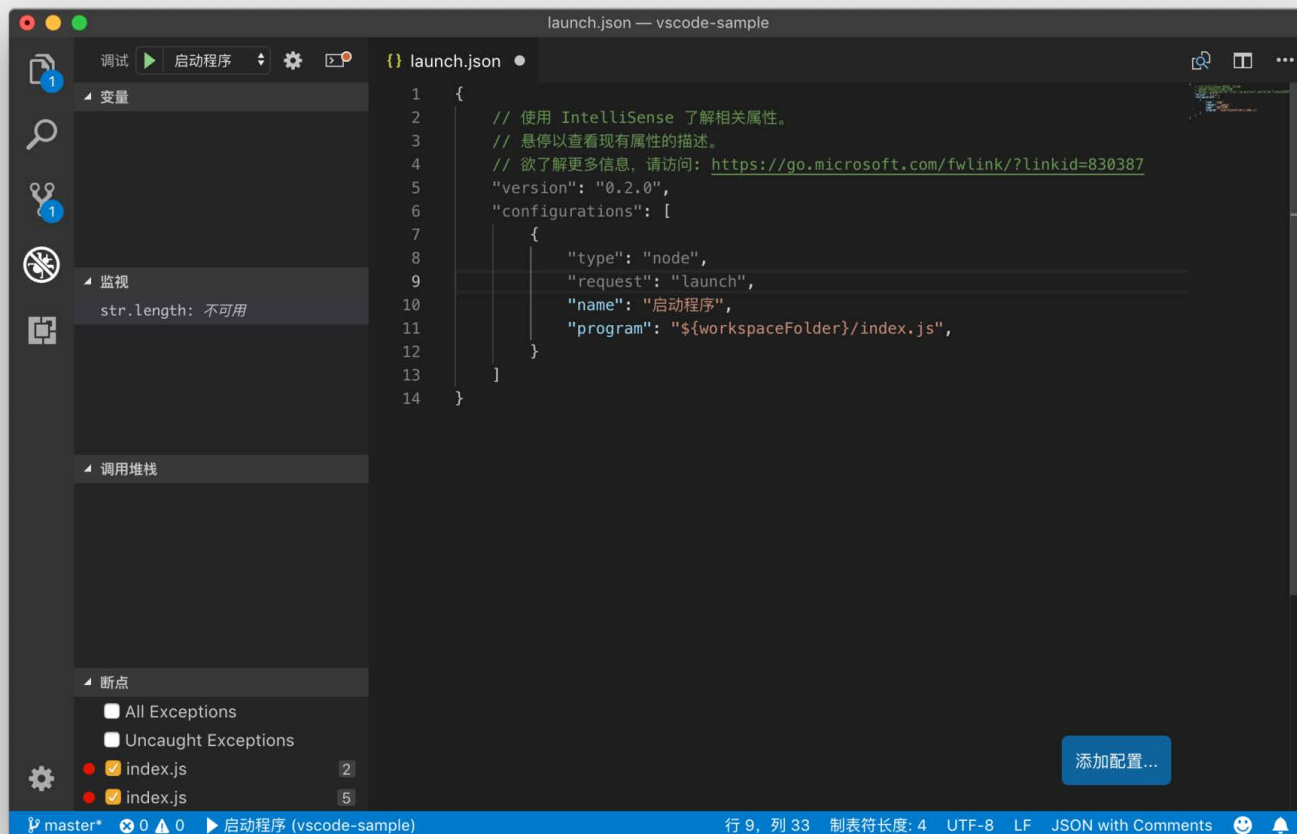 launch.json — vscode-sample
调试 启动程序
{} launch.json
1 {
2 // 使用 IntelliSense 了解相关属性。
3 // 悬停以查看现有属性的描述。
4 // 欲了解更多信息，请访问: https://go.microsoft.com/fwlink/?linkid=830387
5 "version": "0.2.0",
6 "configurations": [
7 {
8 "type": "node",
9 "request": "launch",
10 "name": "启动程序",
11 "program": "${workspaceFolder}/index.js",
12 }
13 ]
14 }
1
1
变量
监视
str.length: 不可用
调用堆栈
断点
All Exceptions
Uncaught Exceptions
index.js 2
index.js 5
添加配置...
master* 0 0 启动程序 (vscode-sample) 行 9，列 33 制表符长度: 4 UTF-8 LF JSON with Comments